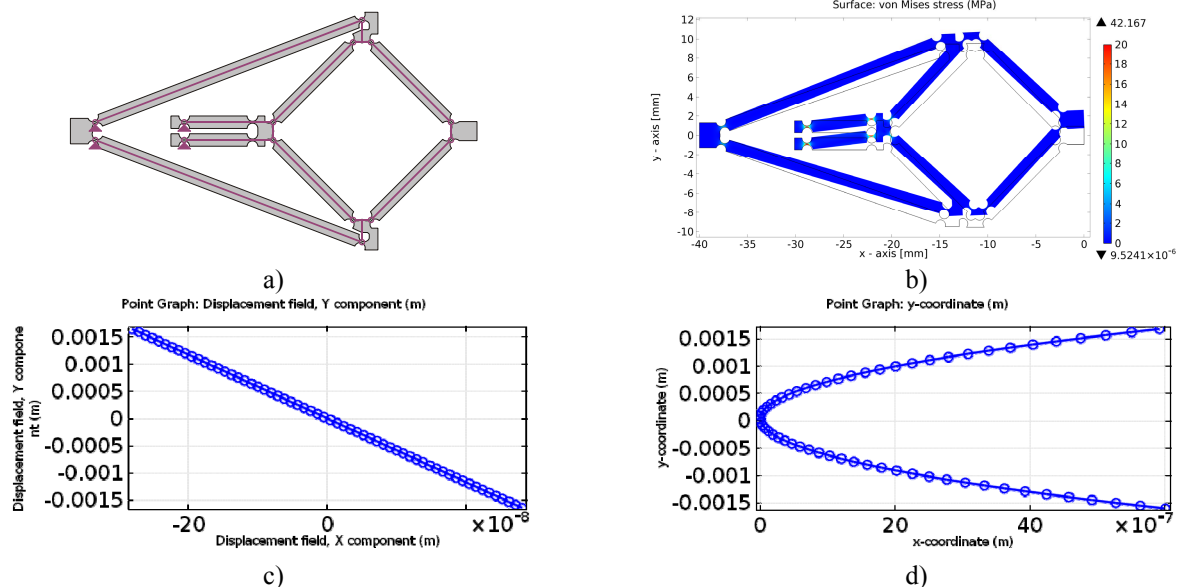 Surface: von Mises stress (MPa)
12
10
8
6
4
2
0
-2
-4
-6
-8
-10
y - axis [mm]
-40 -35 -30 -25 -20 -15 -10 -5 0
x - axis [mm]
▲ 42.167
20
18
16
14
12
10
8
6
4
2
0
▼ 9.5241×10⁻⁶
a)
b)
Point Graph: Displacement field, Y component (m)
0.0015
0.001
0.0005
0
-0.0005
-0.001
-0.0015
Displacement field, Y compone
nt (m)
-20 0 ×10⁻⁸
Displacement field, X component (m)
c)
Point Graph: y-coordinate (m)
0.0015
0.001
0.0005
0
-0.0005
-0.001
-0.0015
y-coordinate (m)
0 20 40 ×10⁻⁷
x-coordinate (m)
d)